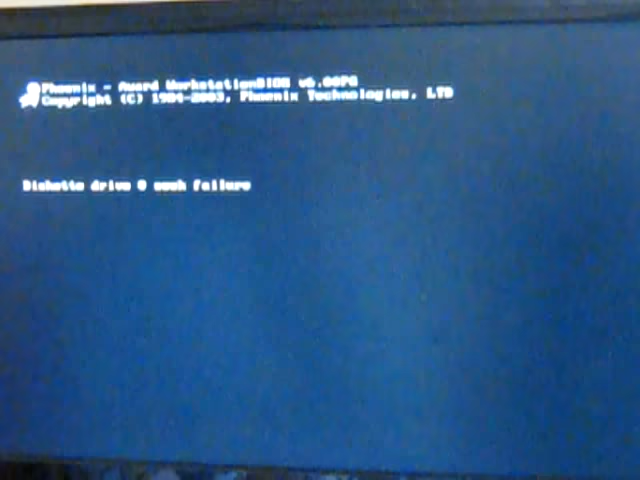 Phoenix - Award WorkstationBIOS v6.00PG
Copyright (C) 1984-2003, Phoenix Technologies, LTD
Diskette drive 0 seek failure